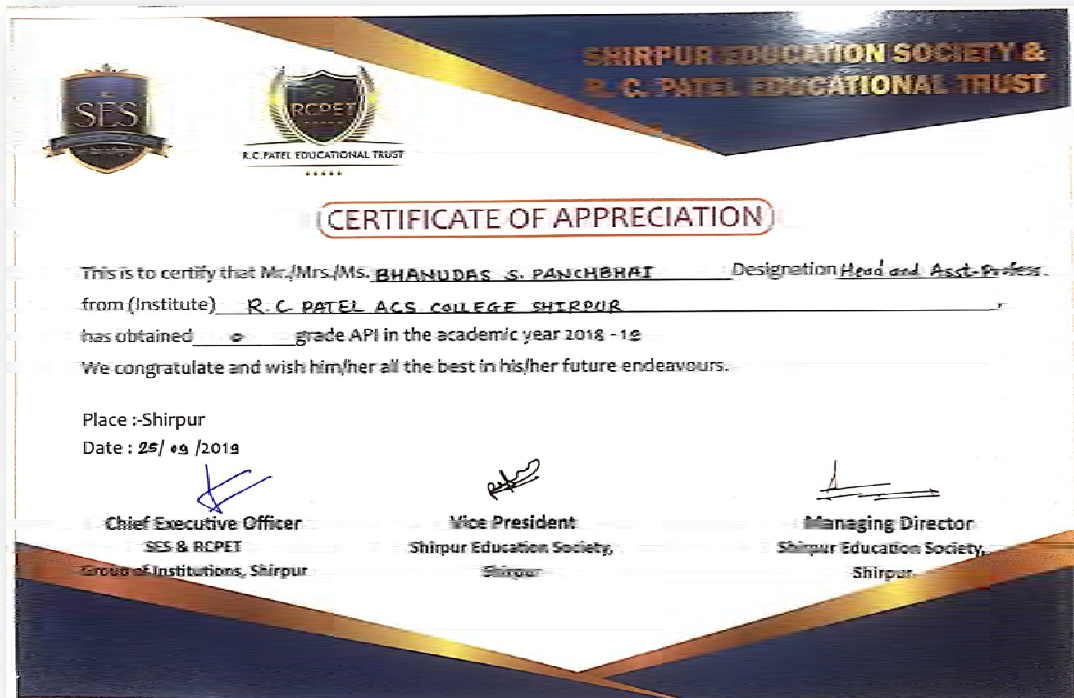 SHIRPUR EDUCATION SOCIETY &
R. C. PATEL EDUCATIONAL TRUST
SES
RCPET
R.C.PATEL EDUCATIONAL TRUST
CERTIFICATE OF APPRECIATION
This is to certify that Mr./Mrs./Ms. BHANUDAS S. PANCHBHAI Designation Head and Asst. Profess.
from (Institute) R. C PATEL ACS COLLEGE SHIRPUR ,
has obtained o grade API in the academic year 2018 - 19
We congratulate and wish him/her all the best in his/her future endeavours.
Place :-Shirpur
Date : 25/ 09 /2019
Chief Executive Officer Vice President Managing Director
SES & RCPET Shirpur Education Society, Shirpur Education Society,
Group of Institutions, Shirpur Shirpur Shirpur.